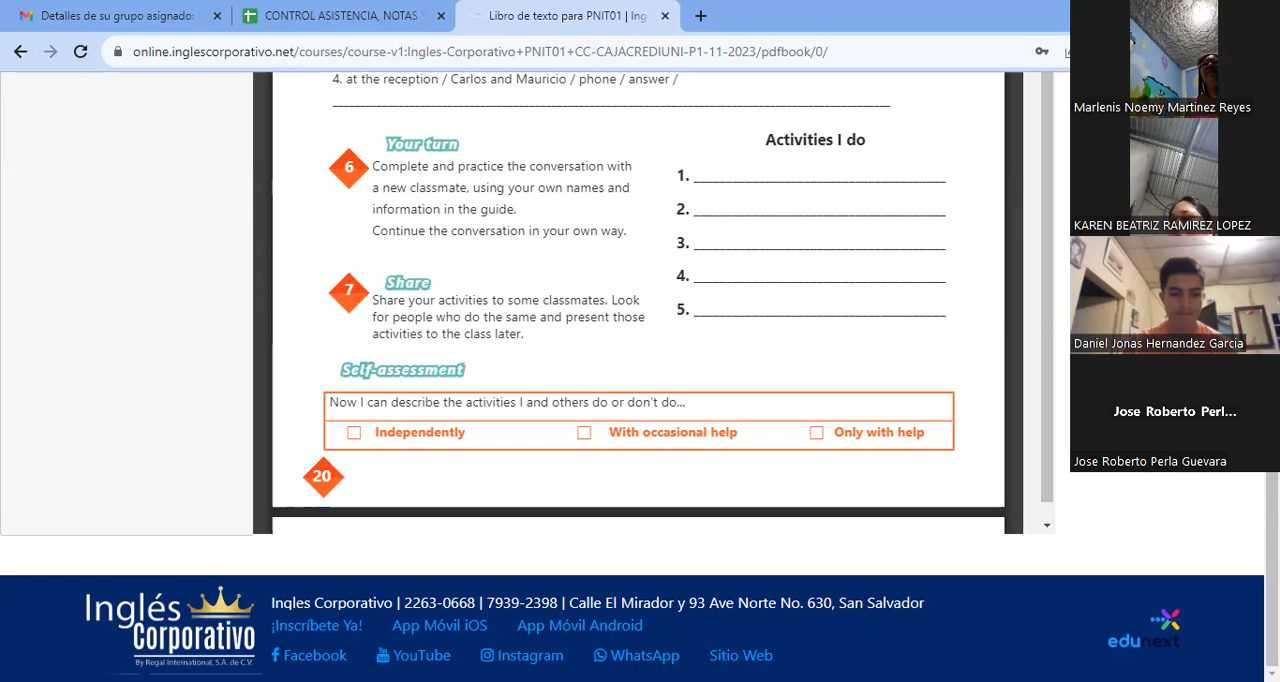 Detalles de su grupo asignado:
CONTROL ASISTENCIA, NOTAS Y
Libro de texto para PNIT01 | Ing
online.inglescorporativo.net/courses/course-v1:Ingles-Corporativo+PNIT01+CC-CAJACREDIUNI-P1-11-2023/pdfbook/0/
4. at the reception / Carlos and Mauricio / phone / answer /
Your turn
6
Complete and practice the conversation with
a new classmate, using your own names and
information in the guide.
Continue the conversation in your own way.
Share
7
Share your activities to some classmates. Look
for people who do the same and present those
activities to the class later.
Activities I do
1.
2.
3.
4.
5.
Self-assessment
Now I can describe the activities I and others do or don't do...
Independently
With occasional help
Only with help
20
Marlenis Noemy Martinez Reyes
KAREN BEATRIZ RAMIREZ LOPEZ
Daniel Jonas Hernandez Garcia
Jose Roberto Perl...
Jose Roberto Perla Guevara
Inglés
Corporativo
By Regal International, S.A. de C.V.
Ingles Corporativo | 2263-0668 | 7939-2398 | Calle El Mirador y 93 Ave Norte No. 630, San Salvador
¡Inscríbete Ya! App Móvil iOS App Móvil Android
Facebook YouTube Instagram WhatsApp Sitio Web
edunext